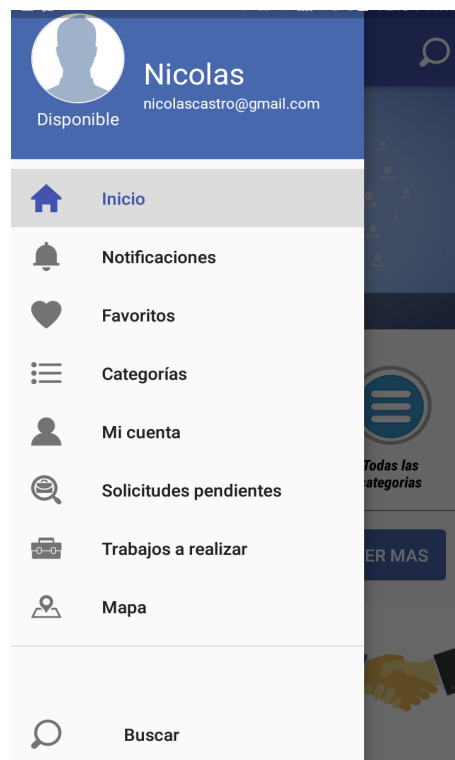 Nicolas
nicolascastro@gmail.com
Disponible
Inicio
Notificaciones
Favoritos
Categorías
Mi cuenta
Todas las
categorias
Solicitudes pendientes
Trabajos a realizar
ER MAS
Mapa
Buscar